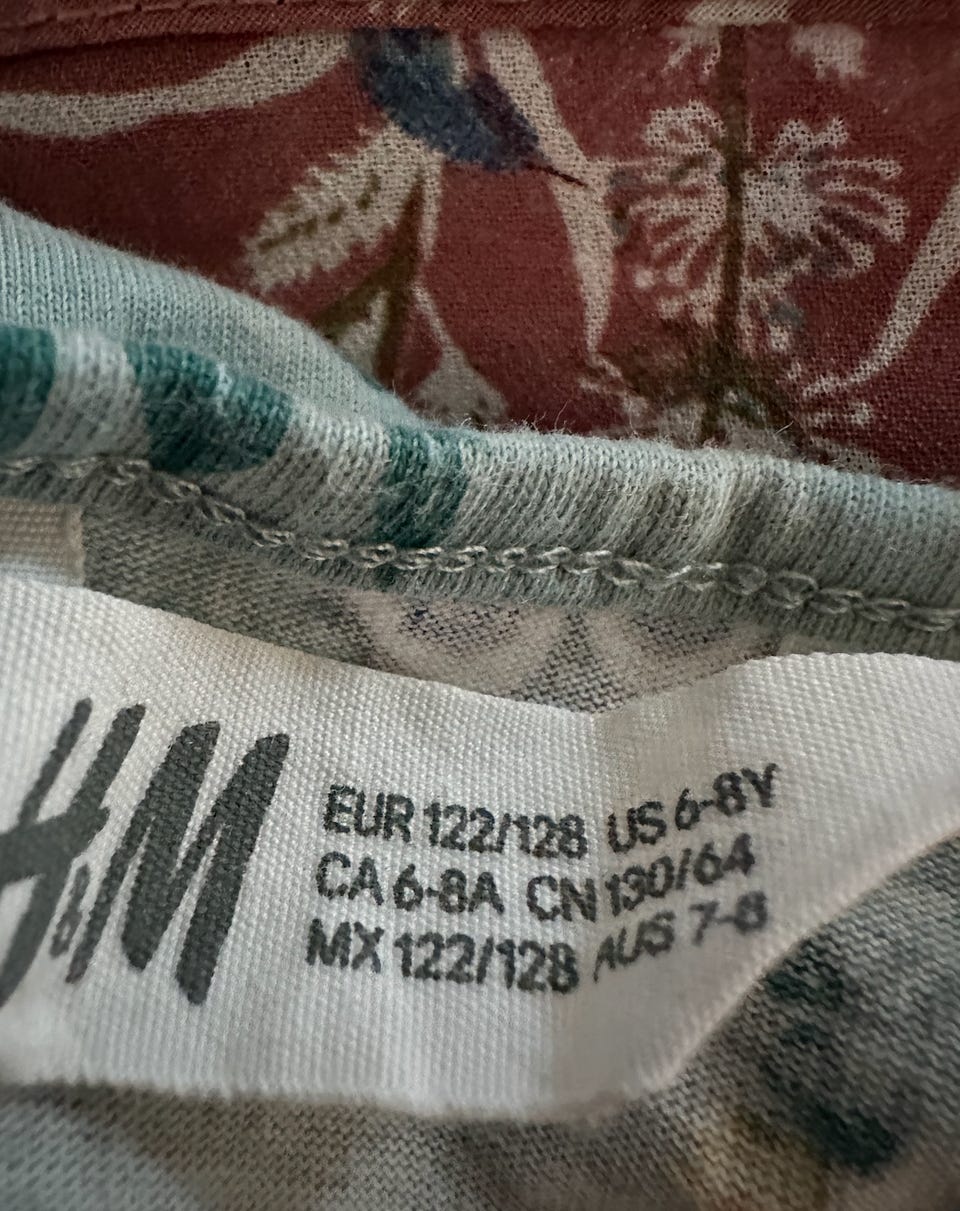 H&M
EUR 122/128 US 6-8Y
CA 6-8A CN 130/64
MX 122/128 AUS 7-8